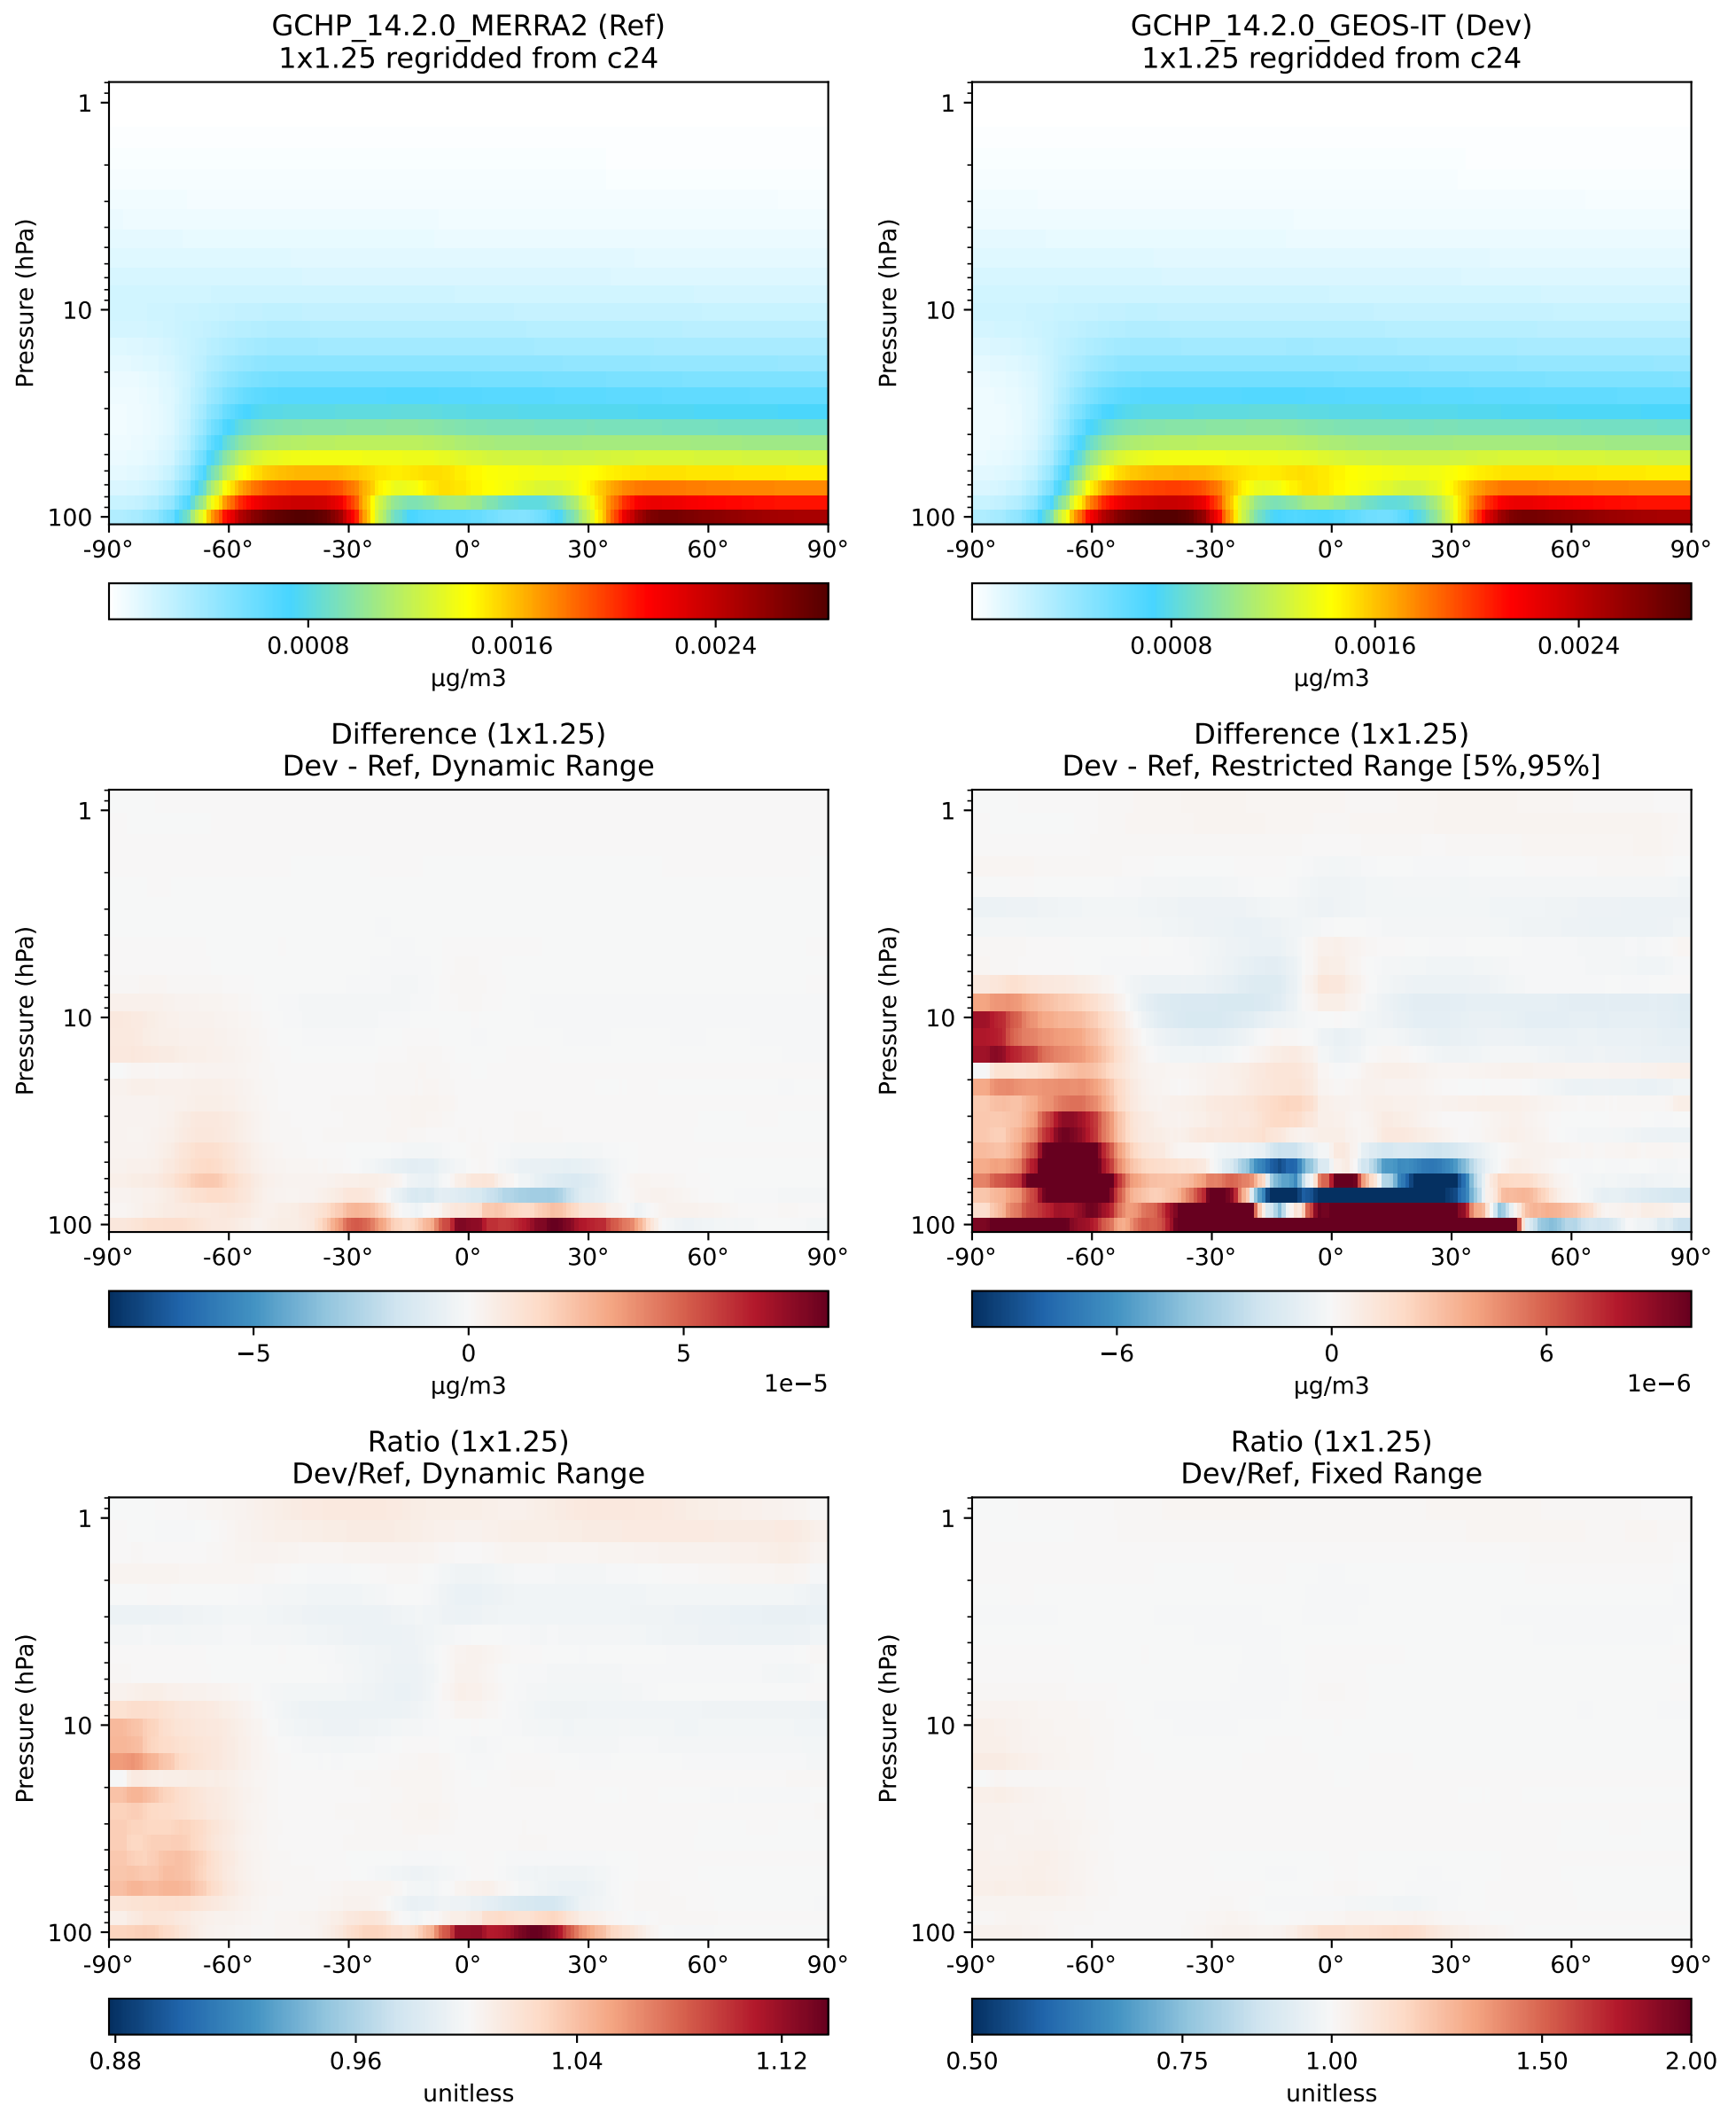 GCHP_14.2.0_MERRA2 (Ref)
1x1.25 regridded from c24
Pressure (hPa)
1
10
100
-90° -60° -30° 0° 30° 60° 90°
0.0008 0.0016 0.0024
µg/m3
GCHP_14.2.0_GEOS-IT (Dev)
1x1.25 regridded from c24
Pressure (hPa)
1
10
100
-90° -60° -30° 0° 30° 60° 90°
0.0008 0.0016 0.0024
µg/m3
Difference (1x1.25)
Dev - Ref, Dynamic Range
Pressure (hPa)
1
10
100
-90° -60° -30° 0° 30° 60° 90°
−5 0 5
µg/m3
1e−5
Difference (1x1.25)
Dev - Ref, Restricted Range [5%,95%]
Pressure (hPa)
1
10
100
-90° -60° -30° 0° 30° 60° 90°
−6 0 6
µg/m3
1e−6
Ratio (1x1.25)
Dev/Ref, Dynamic Range
Pressure (hPa)
1
10
100
-90° -60° -30° 0° 30° 60° 90°
0.88 0.96 1.04 1.12
unitless
Ratio (1x1.25)
Dev/Ref, Fixed Range
Pressure (hPa)
1
10
100
-90° -60° -30° 0° 30° 60° 90°
0.50 0.75 1.00 1.50 2.00
unitless